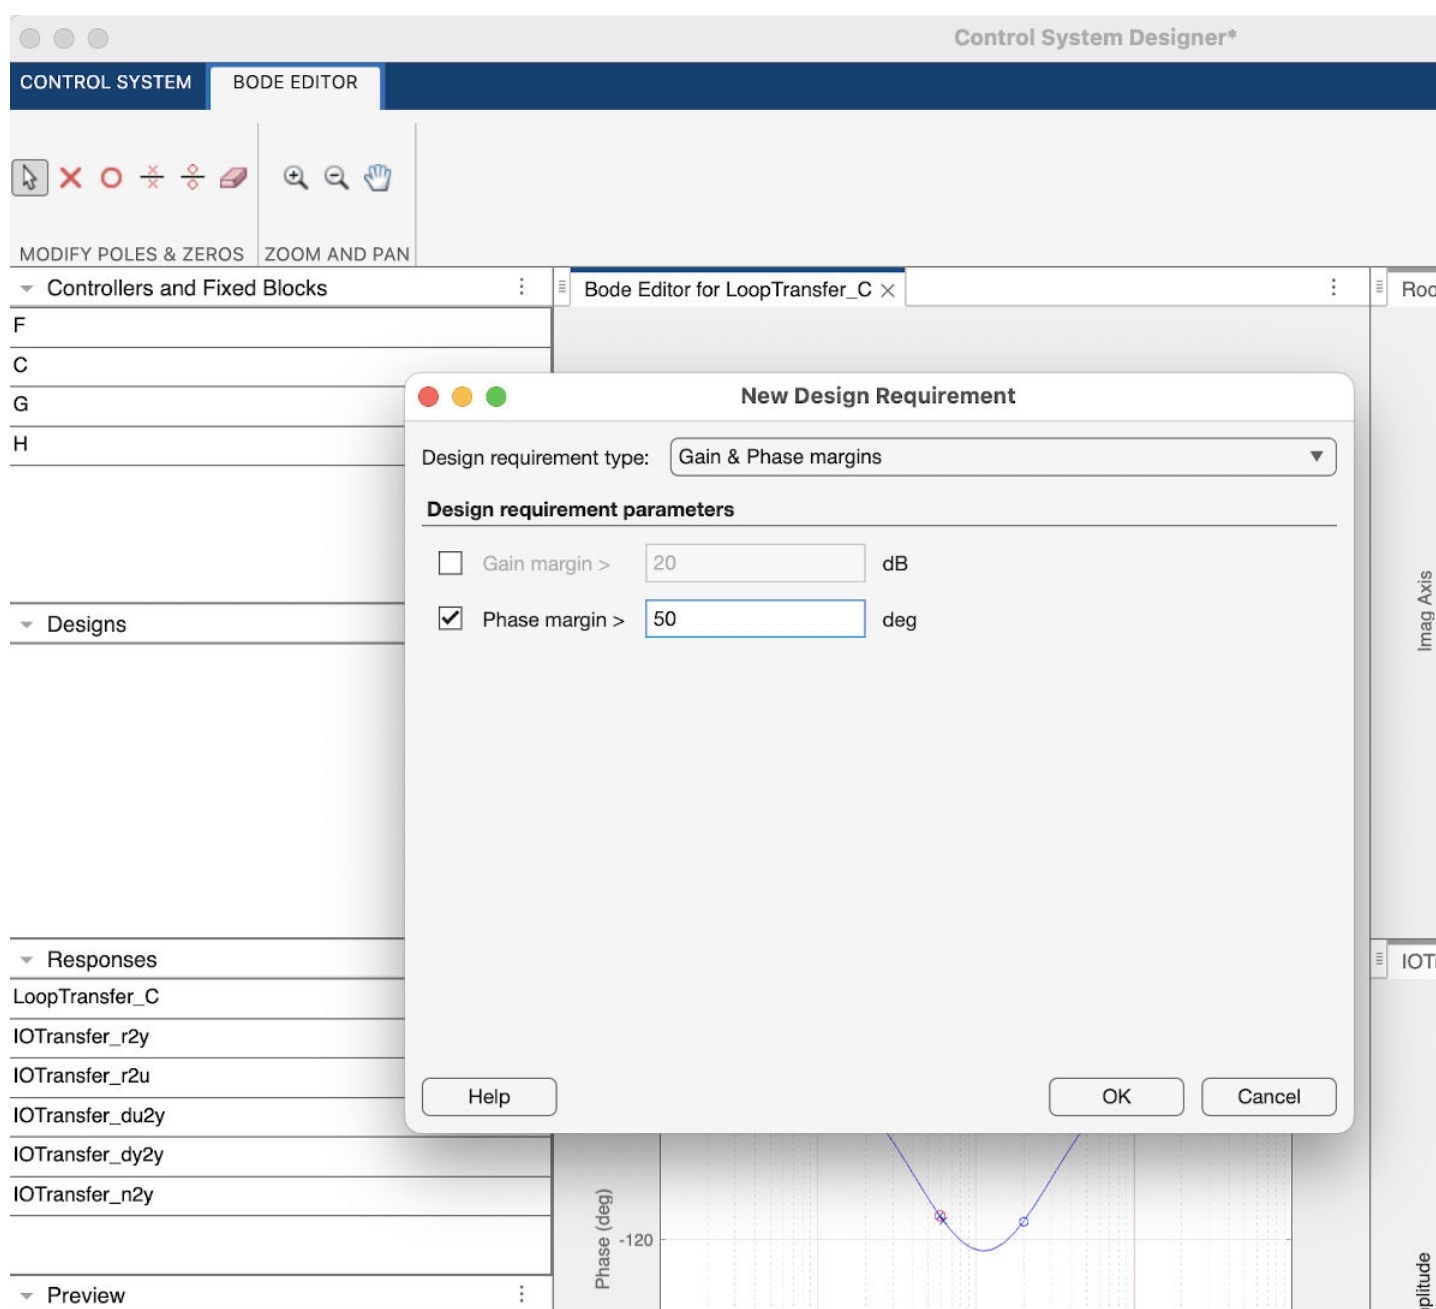 Control System Designer*
CONTROL SYSTEM
BODE EDITOR
MODIFY POLES & ZEROS
ZOOM AND PAN
Controllers and Fixed Blocks
Bode Editor for LoopTransfer_C
Roo
F
C
G
H
New Design Requirement
Design requirement type:
Gain & Phase margins
Design requirement parameters
Gain margin >
20
dB
Phase margin >
50
deg
Imag Axis
Designs
Responses
IOT
LoopTransfer_C
IOTransfer_r2y
IOTransfer_r2u
IOTransfer_du2y
IOTransfer_dy2y
IOTransfer_n2y
Help
OK
Cancel
Phase (deg)
-120
plitude
Preview